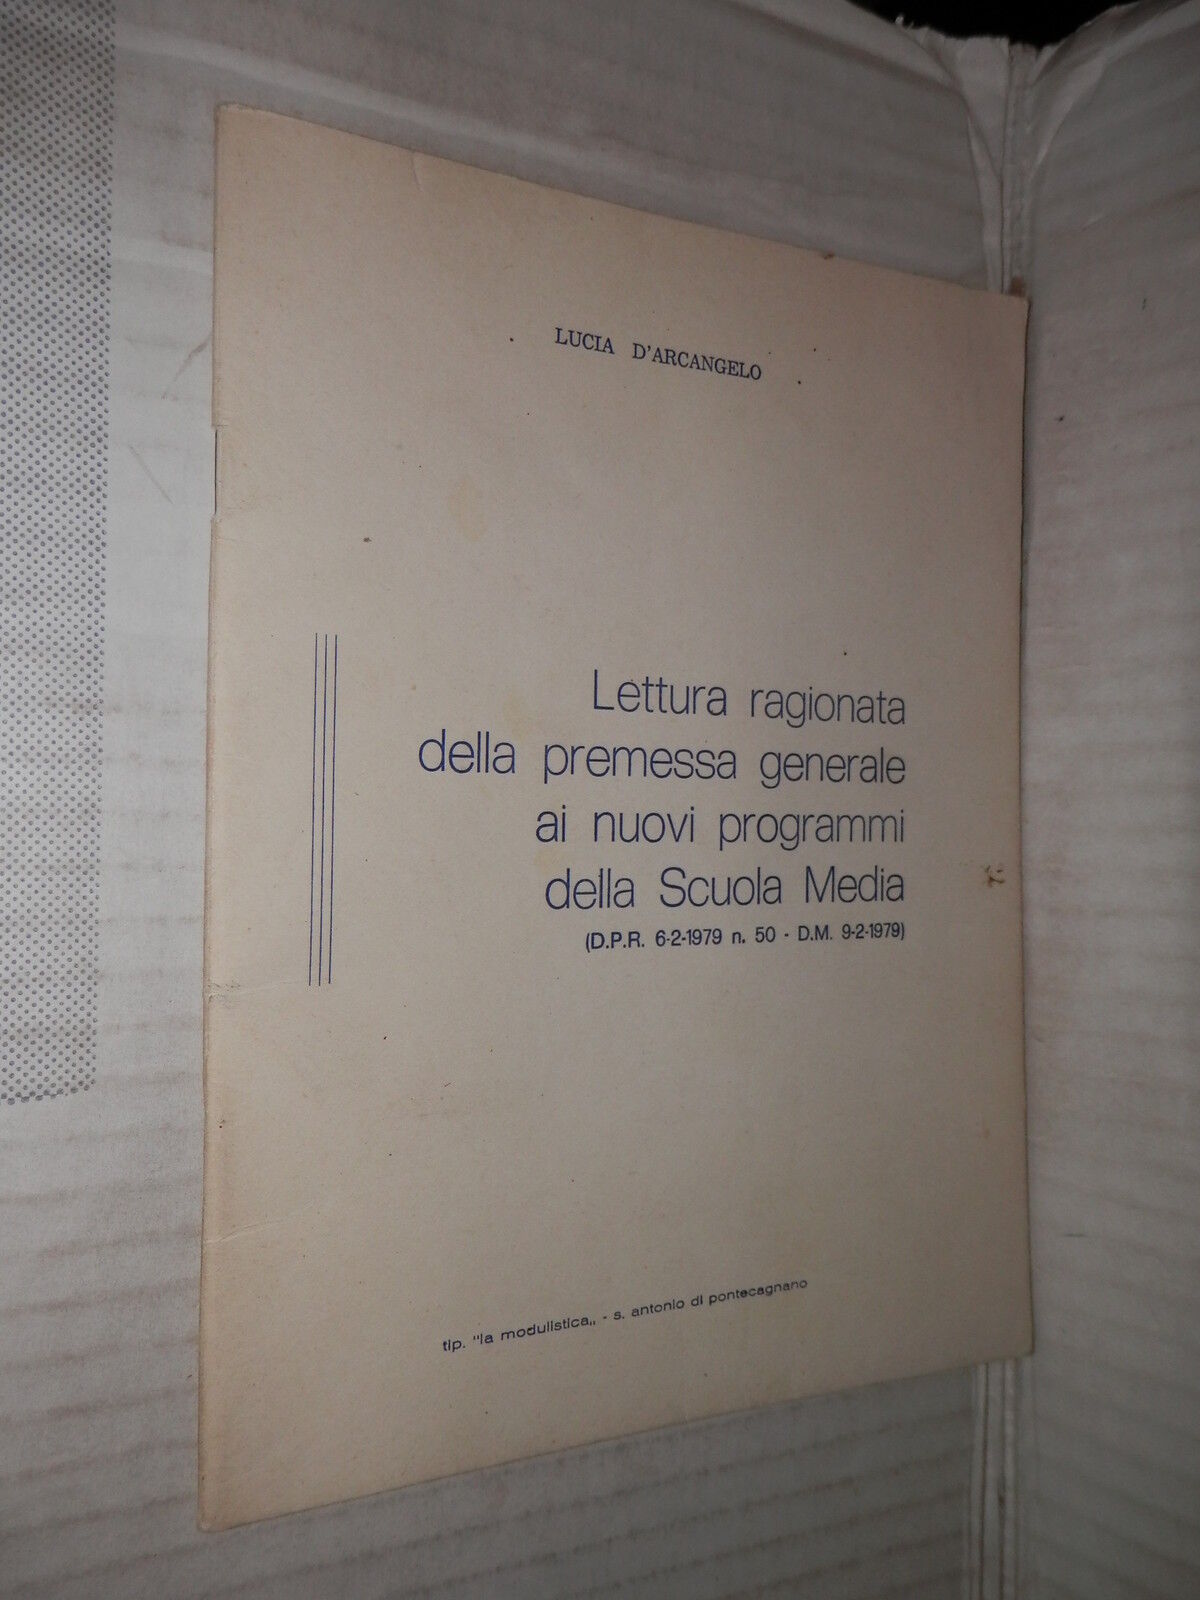 LUCIA D'ARCANGELO
Lettura ragionata
della premessa generale
ai nuovi programmi
della Scuola Media
(D.P.R. 6-2-1979 n. 50 - D.M. 9-2-1979)
tip. "la modulistica„ - s. antonio di pontecagnano